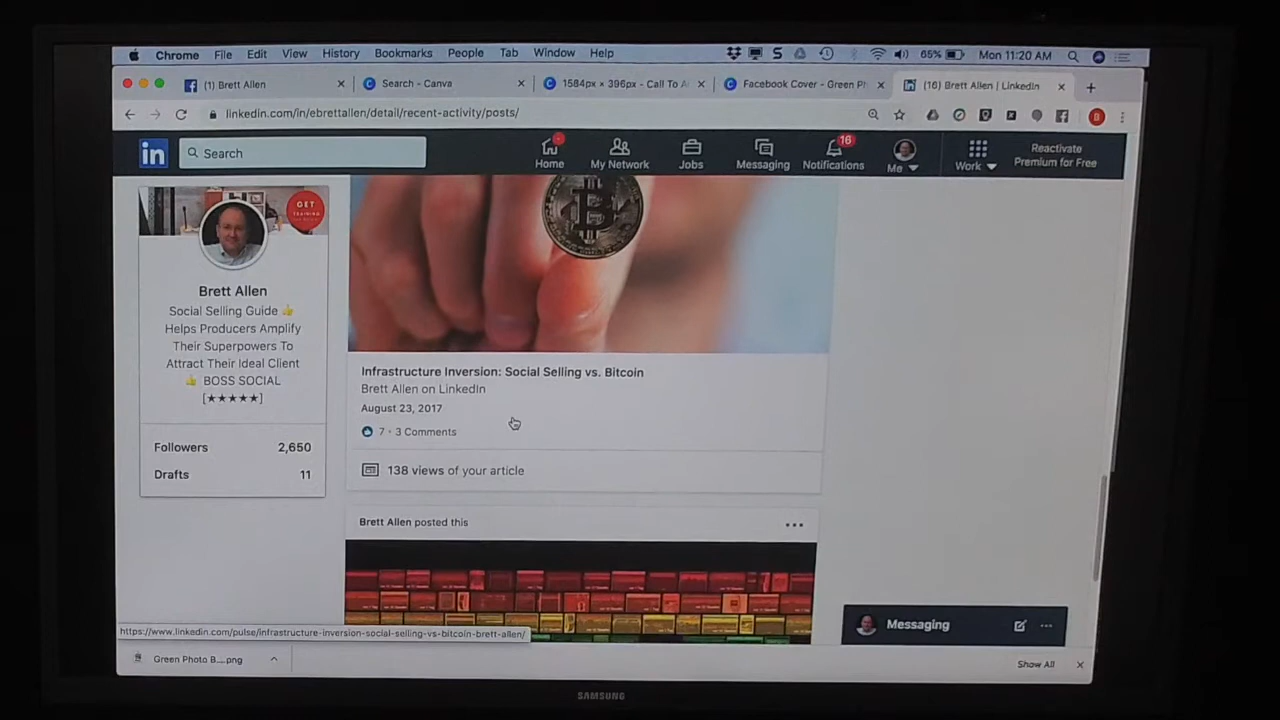 Chrome File Edit View History Bookmarks People Tab Window Help
S 65% Mon 11:20 AM
(1) Brett Allen
Search - Canva
1584px × 396px - Call To A
Facebook Cover - Green Ph
(16) Brett Allen | LinkedIn
linkedin.com/in/ebrettallen/detail/recent-activity/posts/
B
in
Search
Home
My Network
Jobs
Messaging
16
Notifications
Me
Work
Reactivate
Premium for Free
GET
TRAINING
Brett Allen
Social Selling Guide 👍
Helps Producers Amplify
Their Superpowers To
Attract Their Ideal Client
👍 BOSS SOCIAL
[★★★★★]
Followers 2,650
Drafts 11
Infrastructure Inversion: Social Selling vs. Bitcoin
Brett Allen on LinkedIn
August 23, 2017
7 · 3 Comments
138 views of your article
Brett Allen posted this
Messaging
https://www.linkedin.com/pulse/infrastructure-inversion-social-selling-vs-bitcoin-brett-allen/
Green Photo B....png
Show All
SAMSUNG